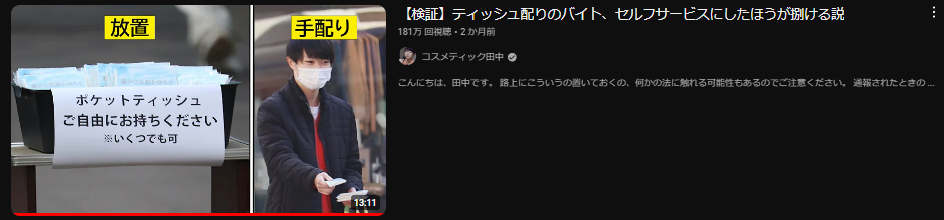 放置
手配り
ポケットティッシュ
ご自由にお持ちください
※いくつでも可
13:11
【検証】ティッシュ配りのバイト、セルフサービスにしたほうが捌ける説
181万 回視聴・2 か月前
コスメティック田中
こんにちは、田中です。 路上にこういうの置いておくの、何かの法に触れる可能性もあるのでご注意ください。 通報されたときの ...